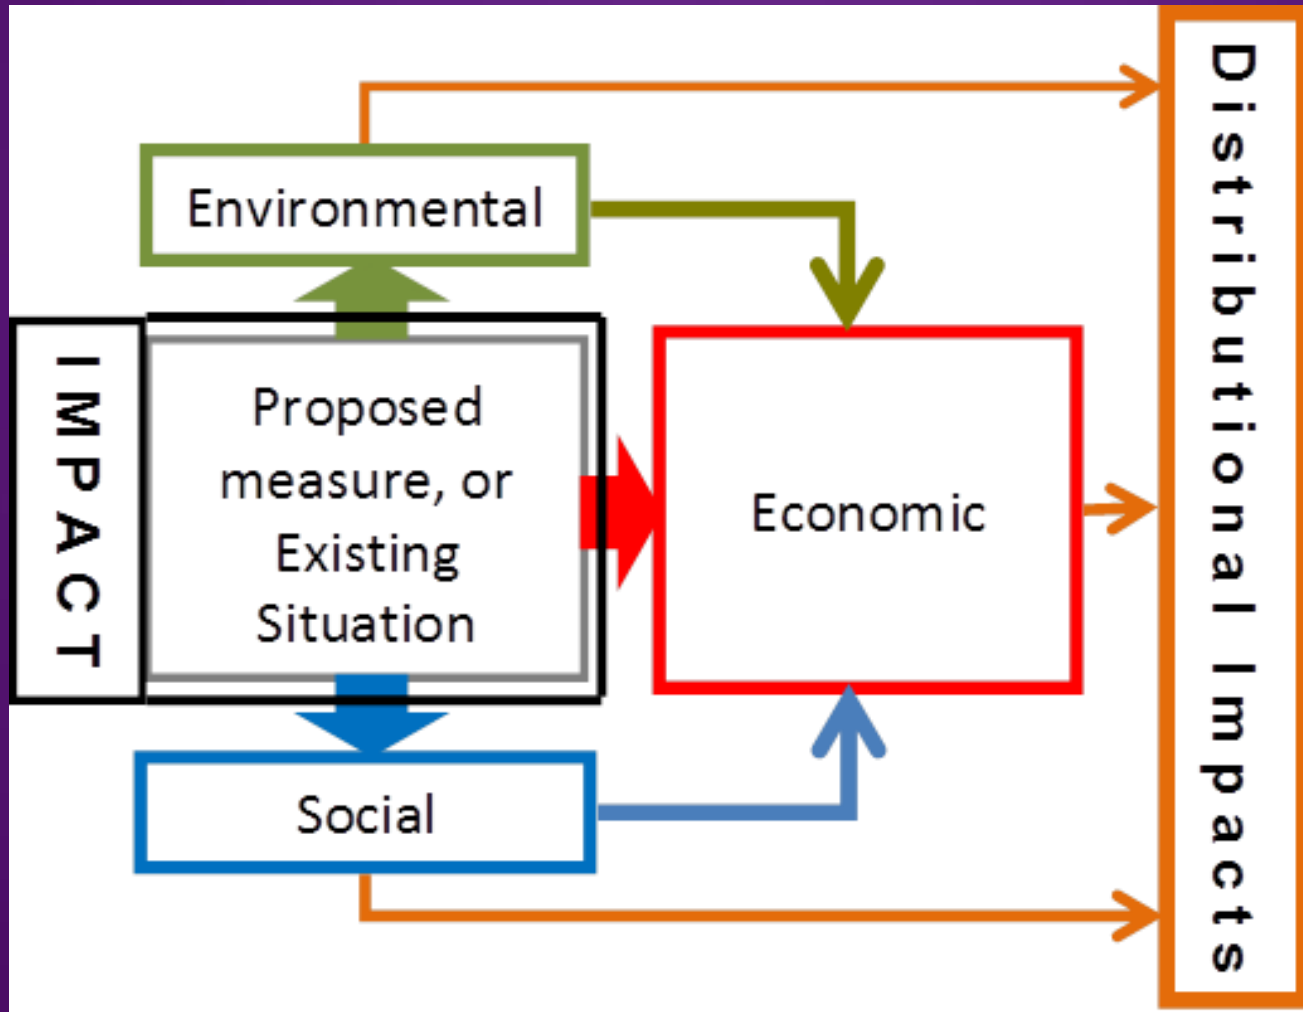 Environmental
IMPACT
Proposed
measure, or
Existing
Situation
Economic
Social
Distributional Impacts